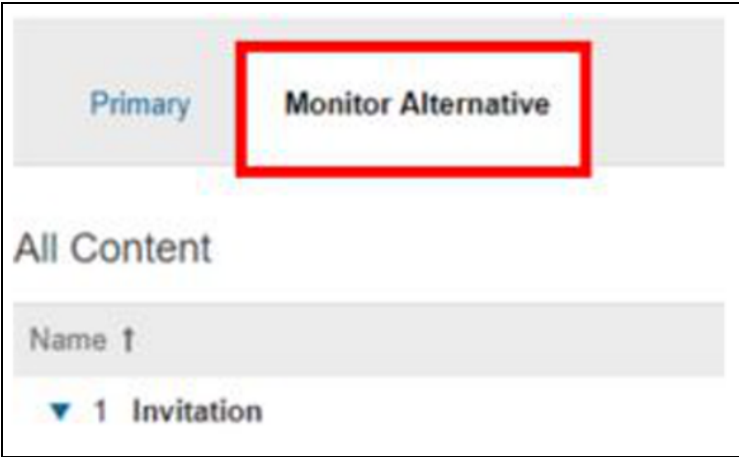 Primary Monitor Alternative
All Content
Name ↑
▼ 1 Invitation